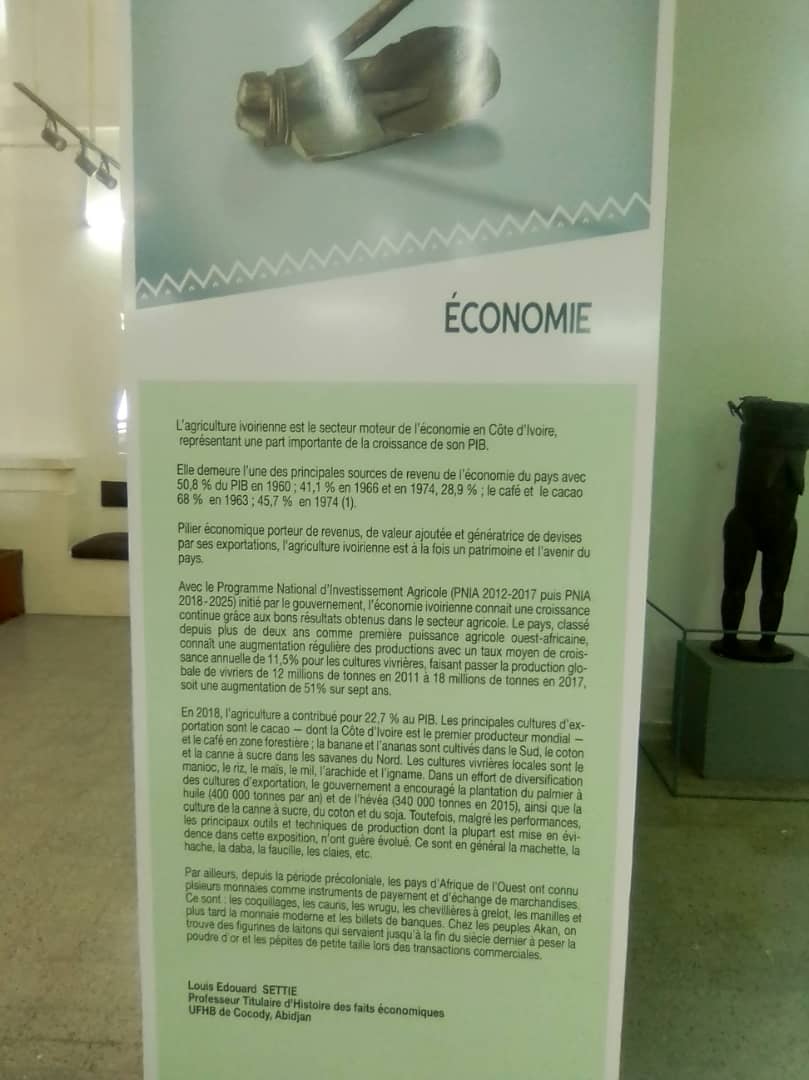 ÉCONOMIE
L'agriculture ivoirienne est le secteur moteur de l'économie en Côte d'Ivoire,
représentant une part importante de la croissance de son PIB.
Elle demeure l'une des principales sources de revenu de l'économie du pays avec
50,8 % du PIB en 1960 ; 41,1 % en 1966 et en 1974, 28,9 % ; le café et le cacao
68 % en 1963 ; 45,7 % en 1974 (1).
Pilier économique porteur de revenus, de valeur ajoutée et génératrice de devises
par ses exportations, l'agriculture ivoirienne est à la fois un patrimoine et l'avenir du
pays.
Avec le Programme National d'Investissement Agricole (PNIA 2012-2017 puis PNIA
2018-2025) initié par le gouvernement, l'économie ivoirienne connait une croissance
continue grâce aux bons résultats obtenus dans le secteur agricole. Le pays, classé
depuis plus de deux ans comme première puissance agricole ouest-africaine,
connaît une augmentation régulière des productions avec un taux moyen de crois-
sance annuelle de 11,5% pour les cultures vivrières, faisant passer la production glo-
bale de vivriers de 12 millions de tonnes en 2011 à 18 millions de tonnes en 2017,
soit une augmentation de 51% sur sept ans.
En 2018, l'agriculture a contribué pour 22,7 % au PIB. Les principales cultures d'ex-
portation sont le cacao – dont la Côte d'Ivoire est le premier producteur mondial –
et le café en zone forestière ; la banane et l'ananas sont cultivés dans le Sud, le coton
et la canne à sucre dans les savanes du Nord. Les cultures vivrières locales sont le
manioc, le riz, le maïs, le mil, l'arachide et l'igname. Dans un effort de diversification
des cultures d'exportation, le gouvernement a encouragé la plantation du palmier à
huile (400 000 tonnes par an) et de l'hévéa (340 000 tonnes en 2015), ainsi que la
culture de la canne à sucre, du coton et du soja. Toutefois, malgré les performances,
les principaux outils et techniques de production dont la plupart est mise en évi-
dence dans cette exposition, n'ont guère évolué. Ce sont en général la machette, la
hache, la daba, la faucille, les claies, etc.
Par ailleurs, depuis la période précoloniale, les pays d'Afrique de l'Ouest ont connu
plsieurs monnaies comme instruments de payement et d'échange de marchandises.
Ce sont : les coquillages, les cauris, les wrugu, les chevillières à grelot, les manilles et
plus tard la monnaie moderne et les billets de banques. Chez les peuples Akan, on
trouve des figurines de laitons qui servaient jusqu'à la fin du siècle dernier à peser la
poudre d'or et les pépites de petite taille lors des transactions commerciales.
Louis Edouard SETTIE
Professeur Titulaire d'Histoire des faits économiques
UFHB de Cocody, Abidjan